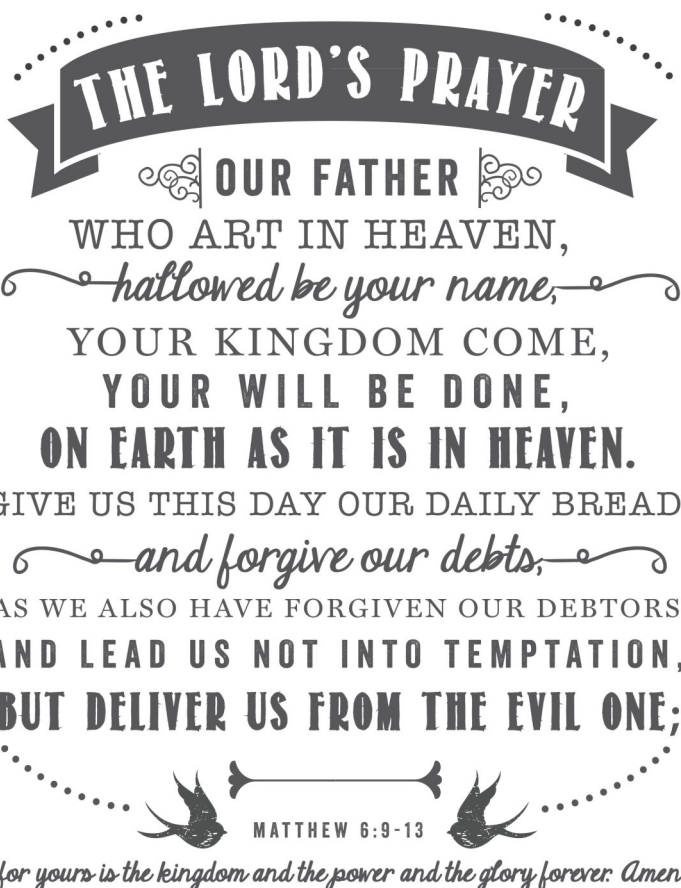 THE LORD'S PRAYER
OUR FATHER
WHO ART IN HEAVEN,
hallowed be your name,
YOUR KINGDOM COME,
YOUR WILL BE DONE,
ON EARTH AS IT IS IN HEAVEN.
GIVE US THIS DAY OUR DAILY BREAD
and forgive our debts,
AS WE ALSO HAVE FORGIVEN OUR DEBTORS
AND LEAD US NOT INTO TEMPTATION,
BUT DELIVER US FROM THE EVIL ONE;
MATTHEW 6:9-13
for yours is the kingdom and the power and the glory forever. Amen